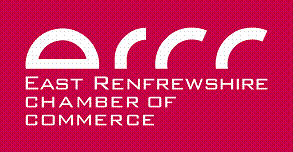 ercc
EAST RENFREWSHIRE
CHAMBER OF
COMMERCE